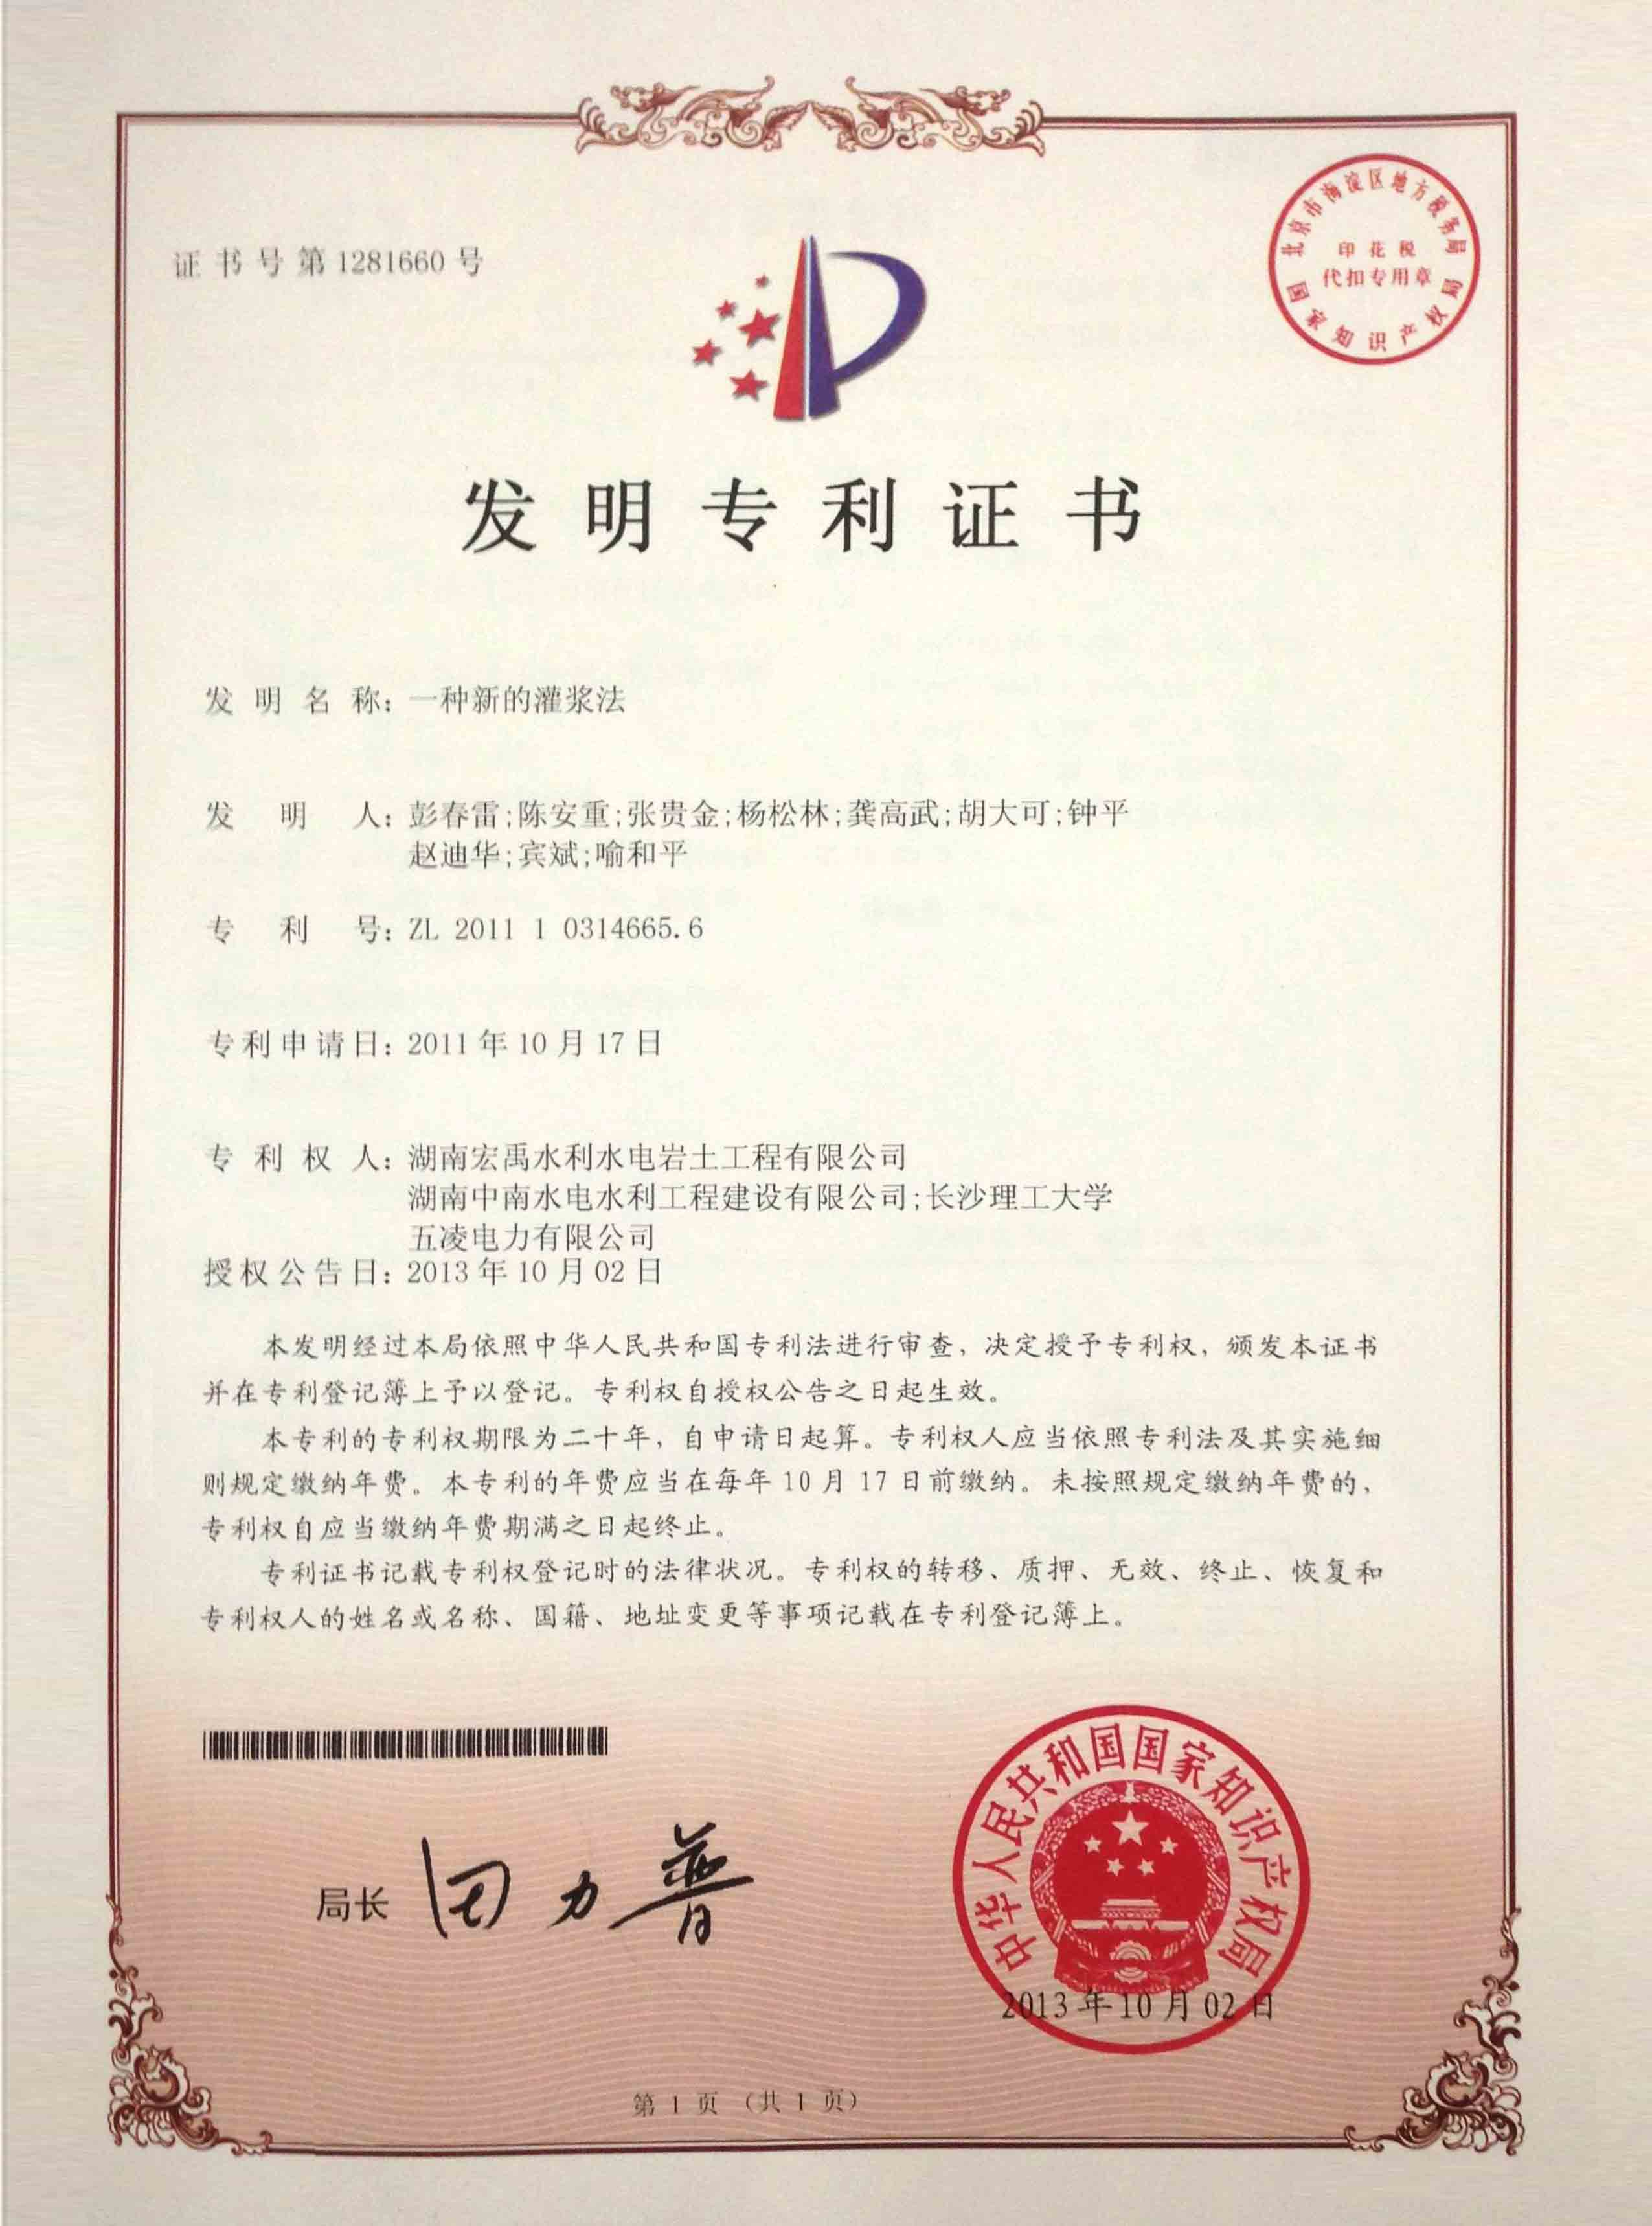 证书号第1281660号
北京市海淀区地方税务局
印花税
代扣专用章
国家知识产权局
发明专利证书
发明名称：一种新的灌浆法
发明人：彭春雷;陈安重;张贵金;杨松林;龚高武;胡大可;钟平
赵迪华;宾斌;喻和平
专利号：ZL 2011 1 0314665.6
专利申请日：2011年10月17日
专利权人：湖南宏禹水利水电岩土工程有限公司
湖南中南水电水利工程建设有限公司;长沙理工大学
五凌电力有限公司
授权公告日：2013年10月02日
本发明经过本局依照中华人民共和国专利法进行审查，决定授予专利权，颁发本证书
并在专利登记簿上予以登记。专利权自授权公告之日起生效。
本专利的专利权期限为二十年，自申请日起算。专利权人应当依照专利法及其实施细
则规定缴纳年费。本专利的年费应当在每年10月17日前缴纳。未按照规定缴纳年费的，
专利权自应当缴纳年费期满之日起终止。
专利证书记载专利权登记时的法律状况。专利权的转移、质押、无效、终止、恢复和
专利权人的姓名或名称、国籍、地址变更等事项记载在专利登记簿上。
局长 田力普
中华人民共和国国家知识产权局
2013年10月02日
第1页（共1页）